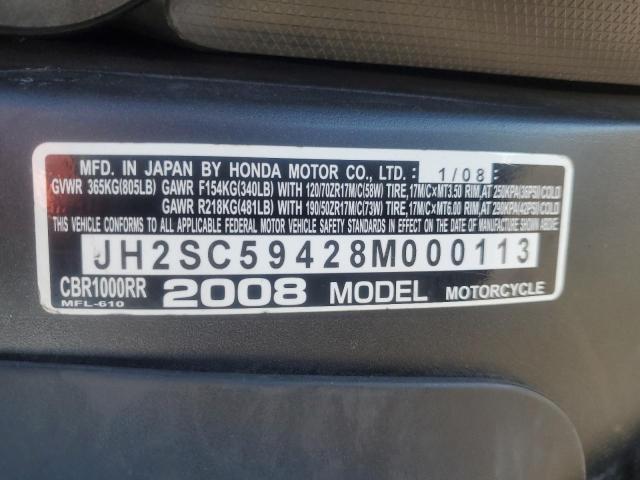 MFD. IN JAPAN BY HONDA MOTOR CO., LTD. : 1/08
GVWR 365KG(805LB) GAWR F154KG(340LB) WITH 120/70ZR17M/C(58W) TIRE, 17M/C×MT3.50 RIM, AT 250KPA(36PSI)COLD
GAWR R218KG(481LB) WITH 190/50ZR17M/C(73W) TIRE, 17M/C×MT6.00 RIM, AT 290KPA(42PSI)COLD
THIS VEHICLE CONFORMS TO ALL APPLICABLE FEDERAL MOTOR VEHICLE SAFETY STANDARDS IN EFFECT ON THE DATE OF MANUFACTURE SHOWN ABOVE.
JH2SC59428M000113
CBR1000RR 2008 MODEL MOTORCYCLE
MFL-610